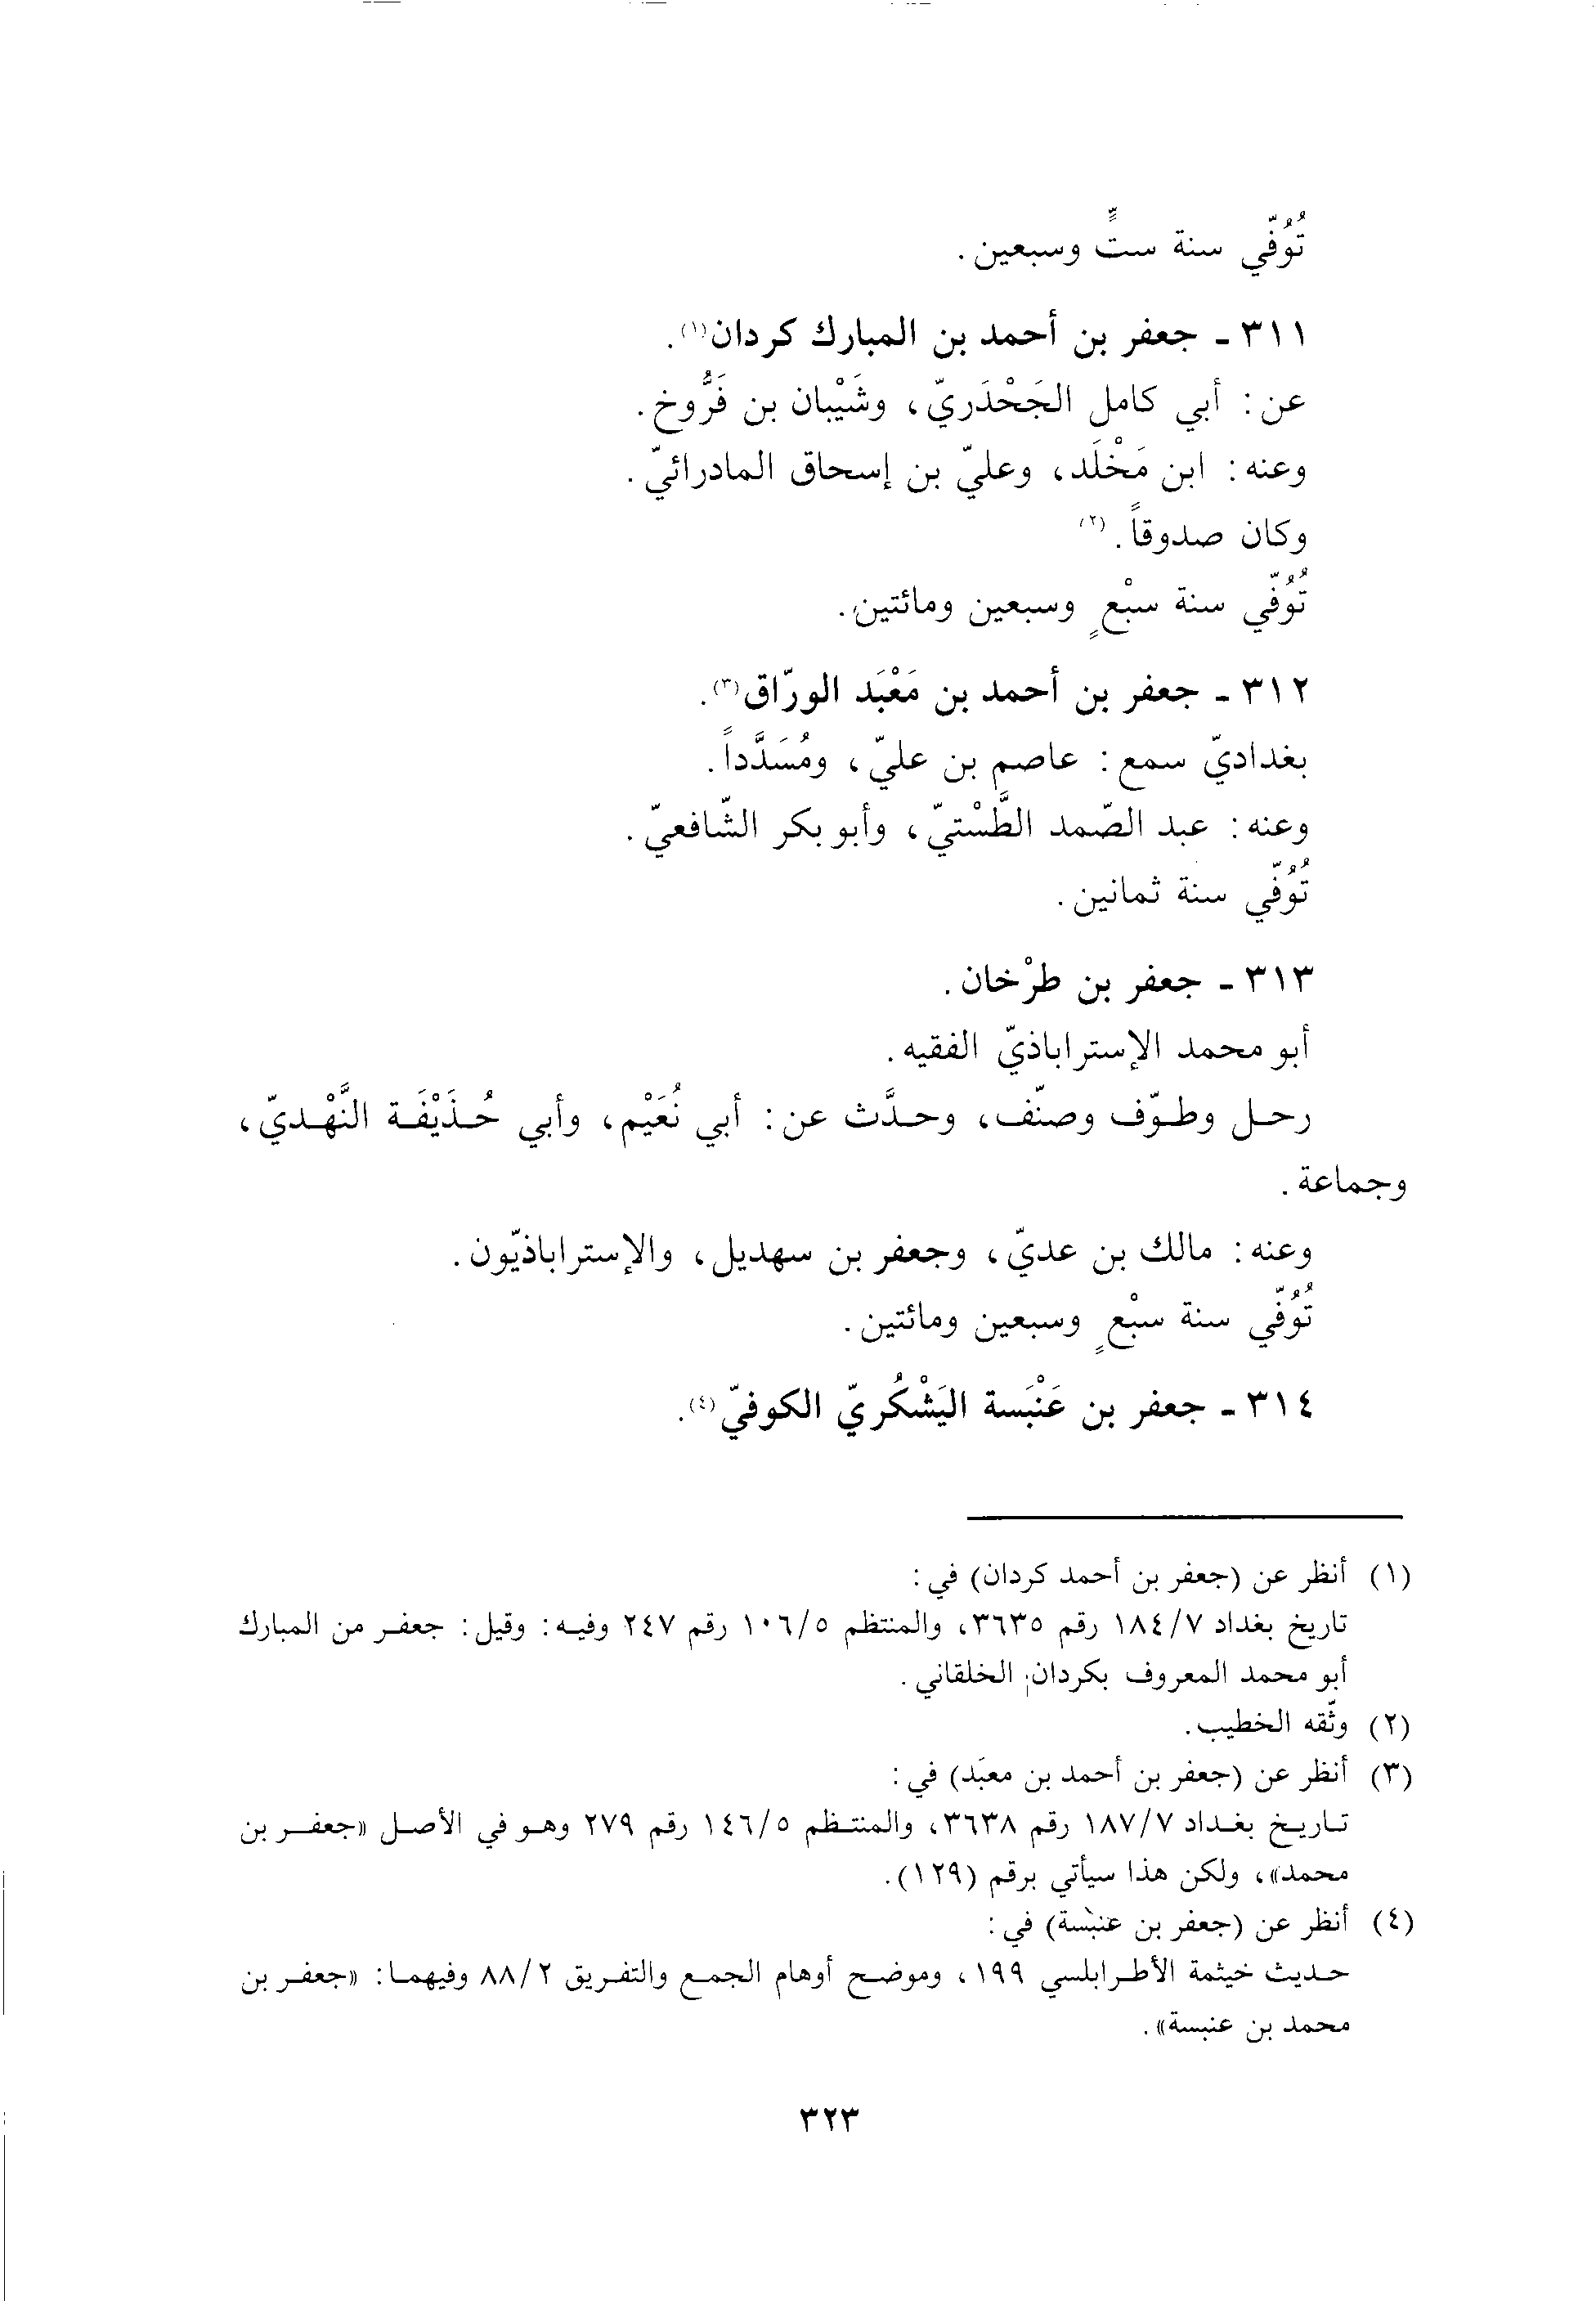 تُوُفّي سنة ستٍّ وسبعين.
٣١١ - جعفر بن أحمد بن المبارك كردان(١).
عن: أبي كامل الجَحْدَريّ، وشَيْبان بن فَرُّوخ.
وعنه: ابن مَخْلَد، وعليّ بن إسحاق المادرائيّ.
وكان صدوقاً.(٢)
تُوُفّي سنة سبْعٍ وسبعين ومائتين.
٣١٢ - جعفر بن أحمد بن مَعْبَد الورّاق(٣).
بغداديّ سمع: عاصم بن عليّ، ومُسَدَّداً.
وعنه: عبد الصّمد الطَّسْتيّ، وأبو بكر الشّافعيّ.
تُوُفّي سنة ثمانين.
٣١٣ - جعفر بن طرْخان.
أبو محمد الإستراباذيّ الفقيه.
رحل وطوّف وصنّف، وحدَّث عن: أبي نُعَيْم، وأبي حُذَيْفَة النَّهْديّ،
وجماعة.
وعنه: مالك بن عديّ، وجعفر بن سهديل، والإستراباذيّون.
تُوُفّي سنة سبْعٍ وسبعين ومائتين.
٣١٤ - جعفر بن عَنْبَسة اليَشْكُريّ الكوفيّ(٤).
(١) أنظر عن (جعفر بن أحمد كردان) في:
تاريخ بغداد ٧/١٨٤ رقم ٣٦٣٥، والمنتظم ٥/١٠٦ رقم ٢٤٧ وفيه: وقيل: جعفر من المبارك
أبو محمد المعروف بكردان الخلقاني.
(٢) وثّقه الخطيب.
(٣) أنظر عن (جعفر بن أحمد بن معبَد) في:
تاريخ بغداد ٧/١٨٧ رقم ٣٦٣٨، والمنتظم ٥/١٤٦ رقم ٢٧٩ وهو في الأصل «جعفر بن
محمد»، ولكن هذا سيأتي برقم (١٢٩).
(٤) أنظر عن (جعفر بن عنبَسة) في:
حديث خيثمة الأطرابلسي ١٩٩، وموضح أوهام الجمع والتفريق ٢/٨٨ وفيهما: «جعفر بن
محمد بن عنبسة».
٣٢٣